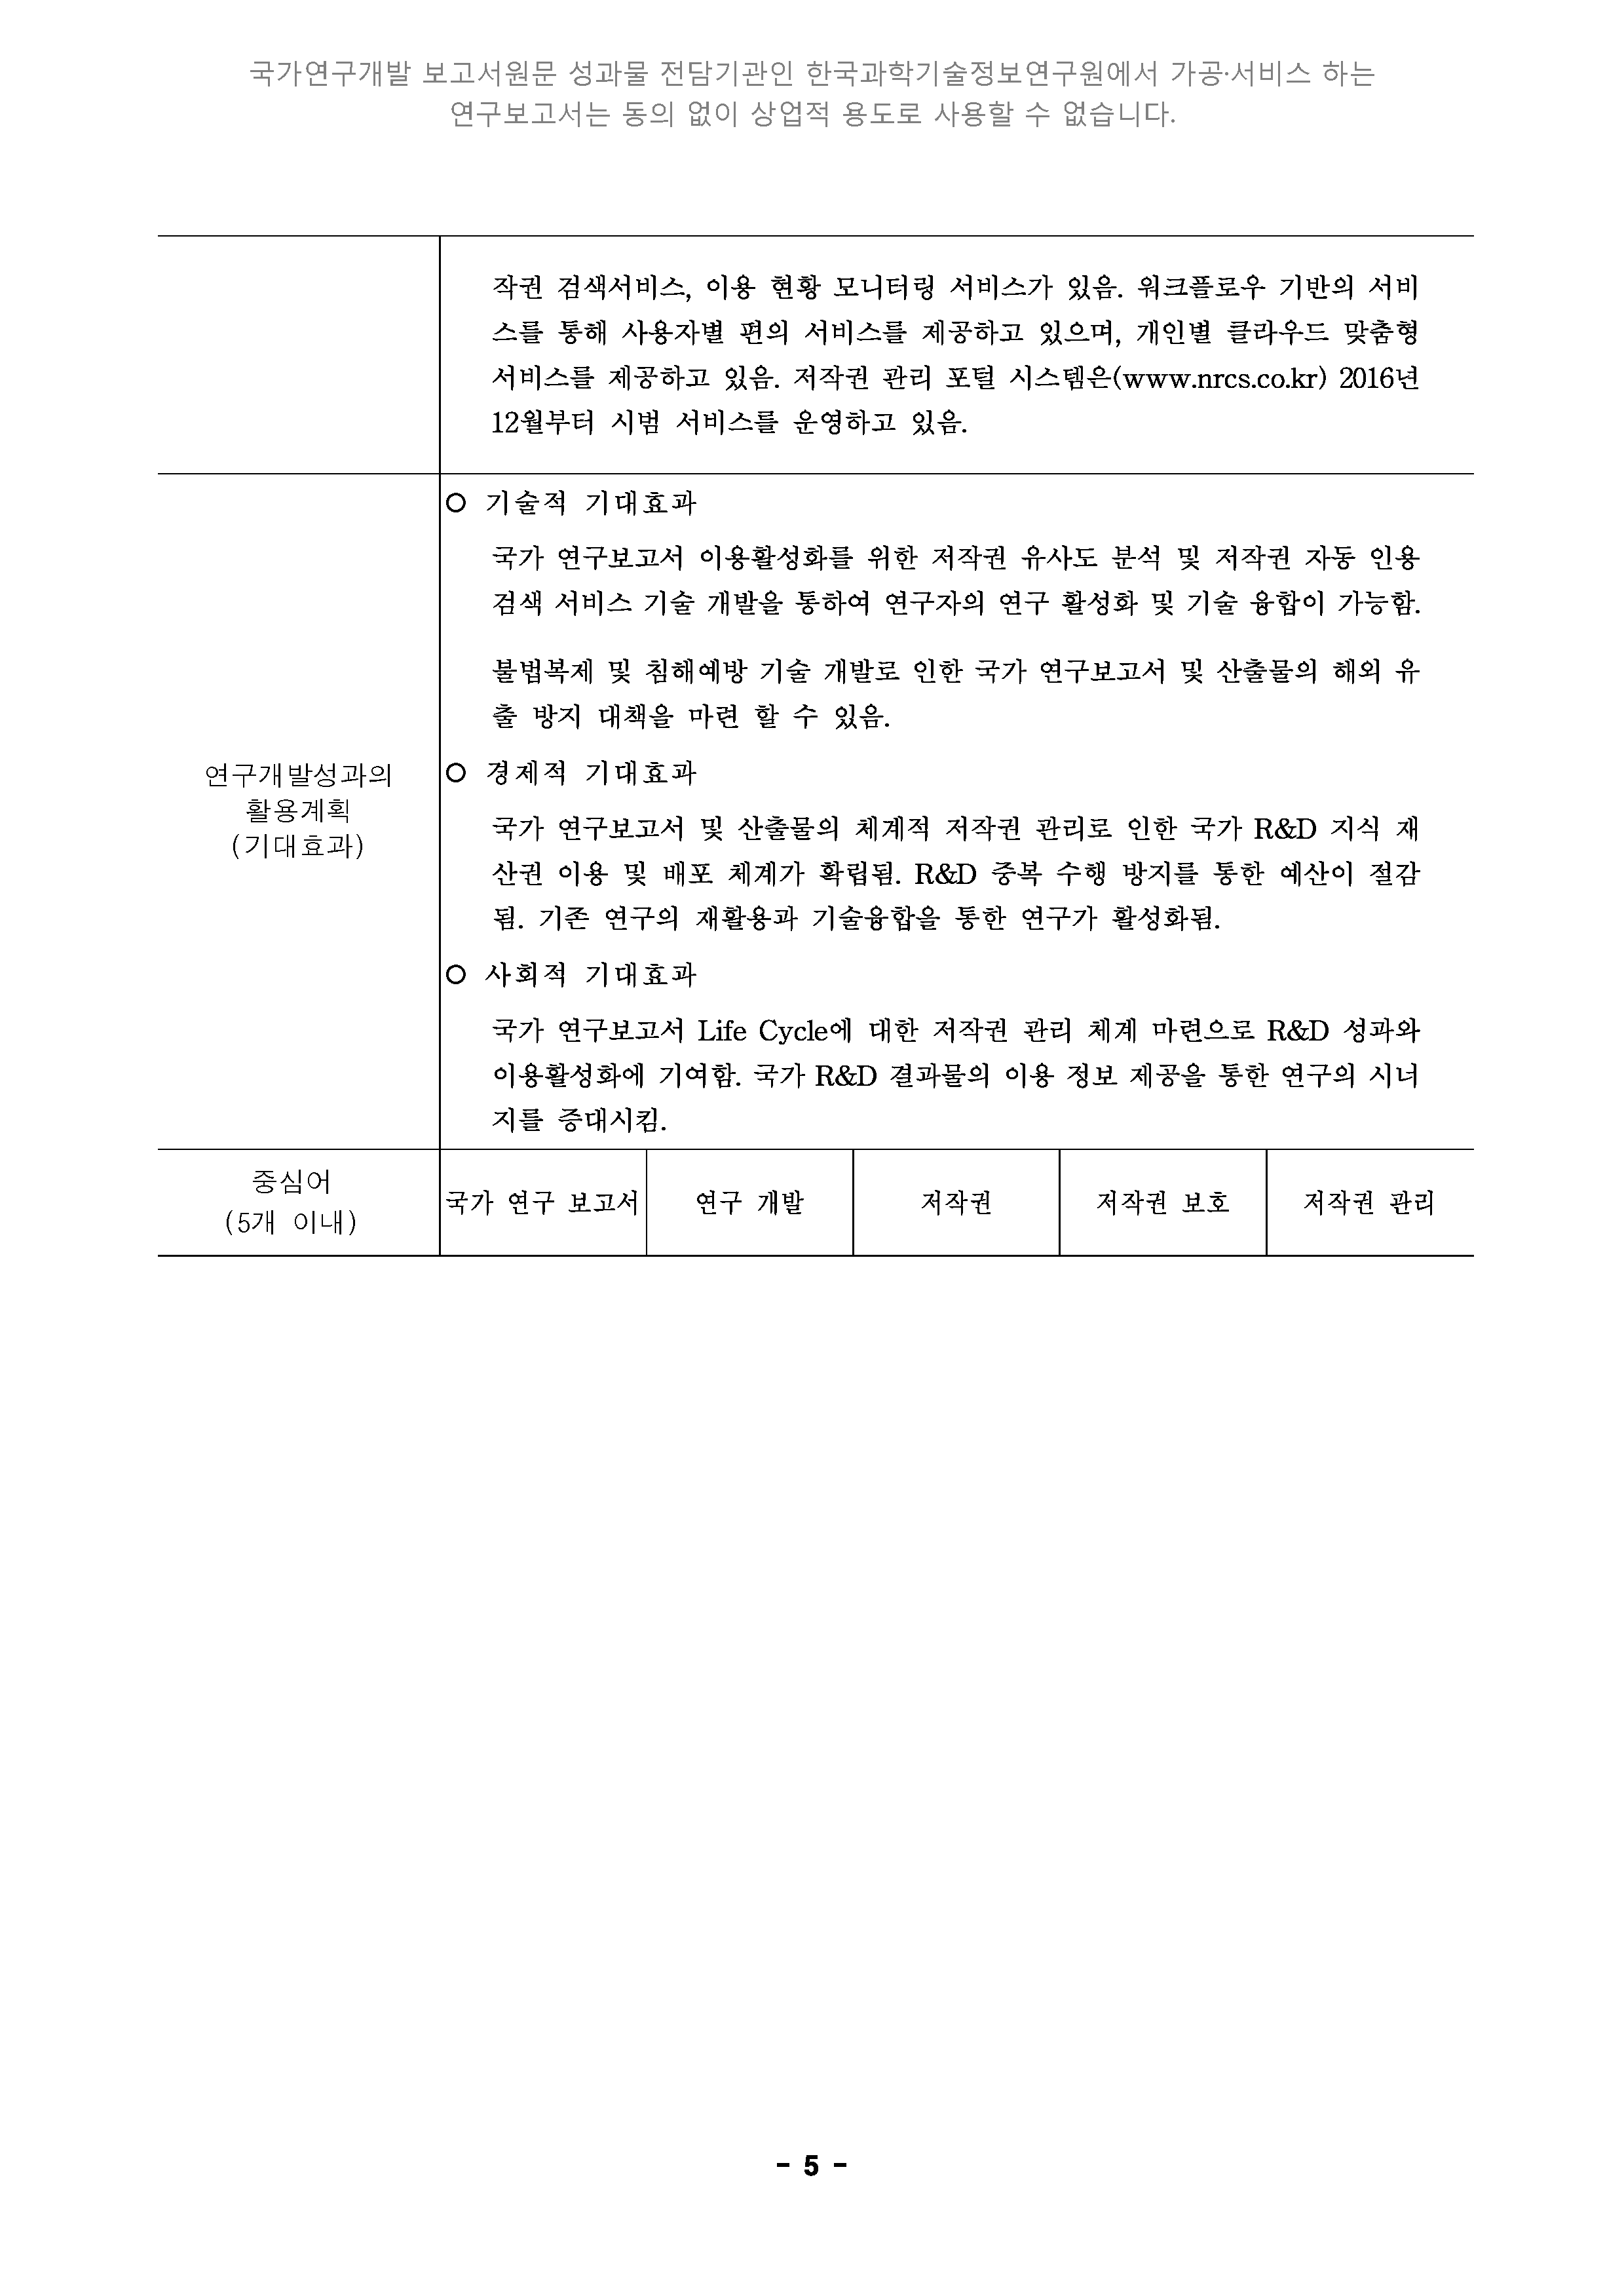 국가연구개발 보고서원문 성과물 전담기관인 한국과학기술정보연구원에서 가공·서비스 하는
연구보고서는 동의 없이 상업적 용도로 사용할 수 없습니다.
작권 검색서비스, 이용 현황 모니터링 서비스가 있음. 워크플로우 기반의 서비
스를 통해 사용자별 편의 서비스를 제공하고 있으며, 개인별 클라우드 맞춤형
서비스를 제공하고 있음. 저작권 관리 포털 시스템은(www.nrcs.co.kr) 2016년
12월부터 시범 서비스를 운영하고 있음.
연구개발성과의
활용계획
(기대효과)
○ 기술적 기대효과
국가 연구보고서 이용활성화를 위한 저작권 유사도 분석 및 저작권 자동 인용
검색 서비스 기술 개발을 통하여 연구자의 연구 활성화 및 기술 융합이 가능함.
불법복제 및 침해예방 기술 개발로 인한 국가 연구보고서 및 산출물의 해외 유
출 방지 대책을 마련 할 수 있음.
○ 경제적 기대효과
국가 연구보고서 및 산출물의 체계적 저작권 관리로 인한 국가 R&D 지식 재
산권 이용 및 배포 체계가 확립됨. R&D 중복 수행 방지를 통한 예산이 절감
됨. 기존 연구의 재활용과 기술융합을 통한 연구가 활성화됨.
○ 사회적 기대효과
국가 연구보고서 Life Cycle에 대한 저작권 관리 체계 마련으로 R&D 성과와
이용활성화에 기여함. 국가 R&D 결과물의 이용 정보 제공을 통한 연구의 시너
지를 증대시킴.
중심어
(5개 이내)
국가 연구 보고서 연구 개발 저작권 저작권 보호 저작권 관리
- 5 -